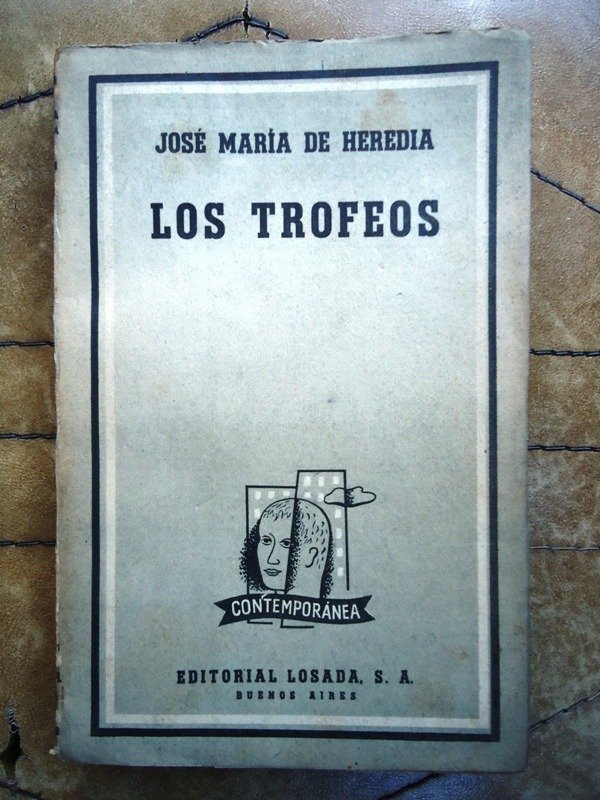 JOSÉ MARÍA DE HEREDIA
LOS TROFEOS
CONTEMPORÁNEA
EDITORIAL LOSADA, S. A.
BUENOS AIRES